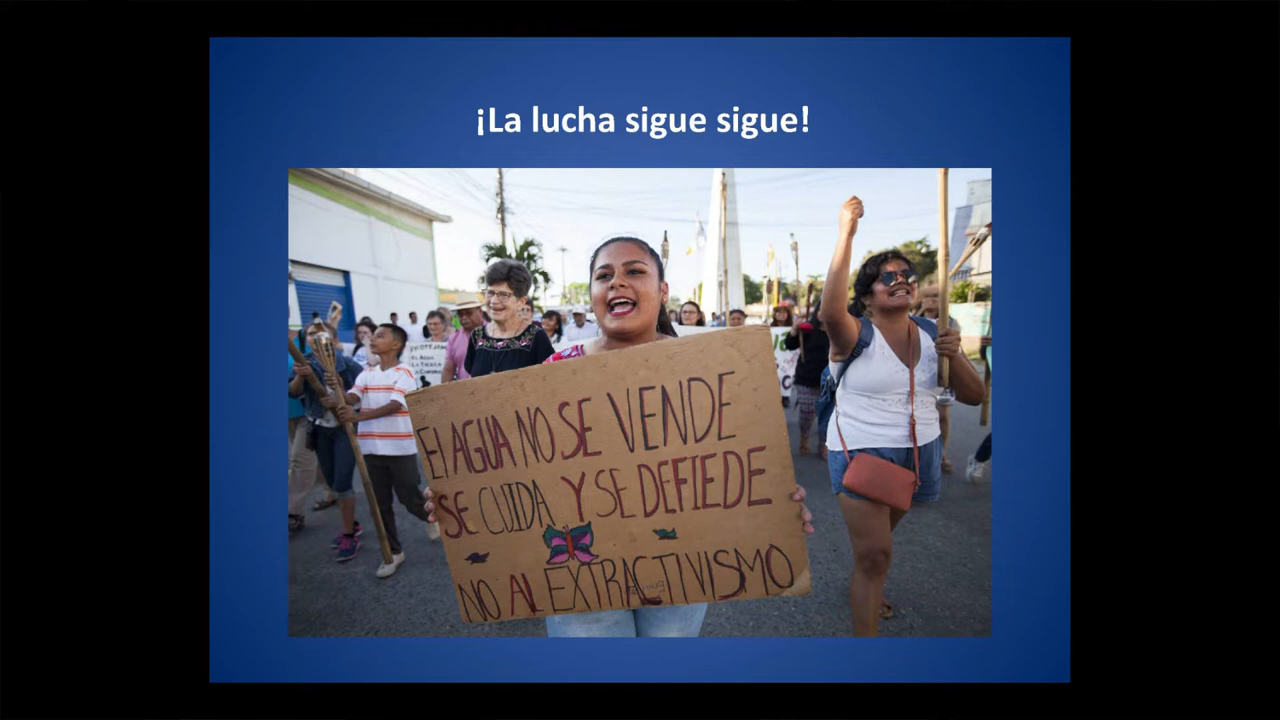 ¡La lucha sigue sigue!
El AGUA NO SE VENDE
SE CUIDA Y SE DEFIEDE
NO AL EXTRACTIVISMO